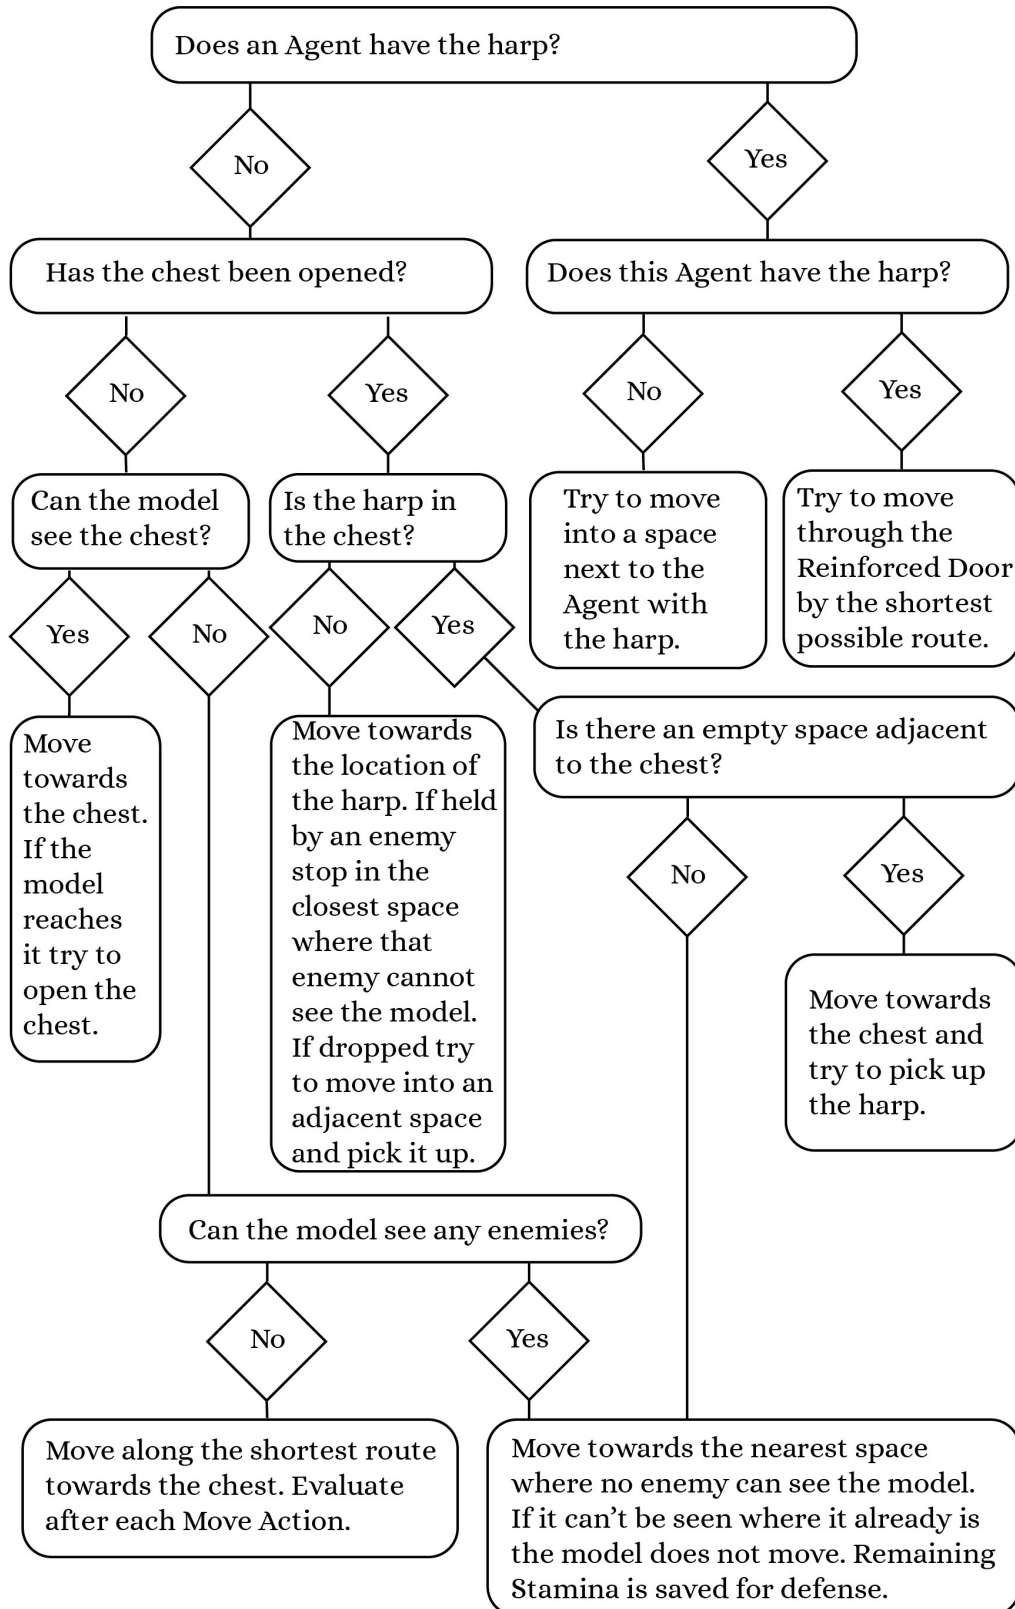 Does an Agent have the harp?
No
Yes
Has the chest been opened?
Does this Agent have the harp?
No
Yes
No
Yes
Can the model
see the chest?
Is the harp in
the chest?
Try to move
into a space
next to the
Agent with
the harp.
Try to move
through the
Reinforced Door
by the shortest
possible route.
Yes
No
No
Yes
Move
towards
the chest.
If the
model
reaches
it try to
open the
chest.
Move towards
the location of
the harp. If held
by an enemy
stop in the
closest space
where that
enemy cannot
see the model.
If dropped try
to move into an
adjacent space
and pick it up.
Is there an empty space adjacent
to the chest?
No
Yes
Move towards
the chest and
try to pick up
the harp.
Can the model see any enemies?
No
Yes
Move along the shortest route
towards the chest. Evaluate
after each Move Action.
Move towards the nearest space
where no enemy can see the model.
If it can’t be seen where it already is
the model does not move. Remaining
Stamina is saved for defense.